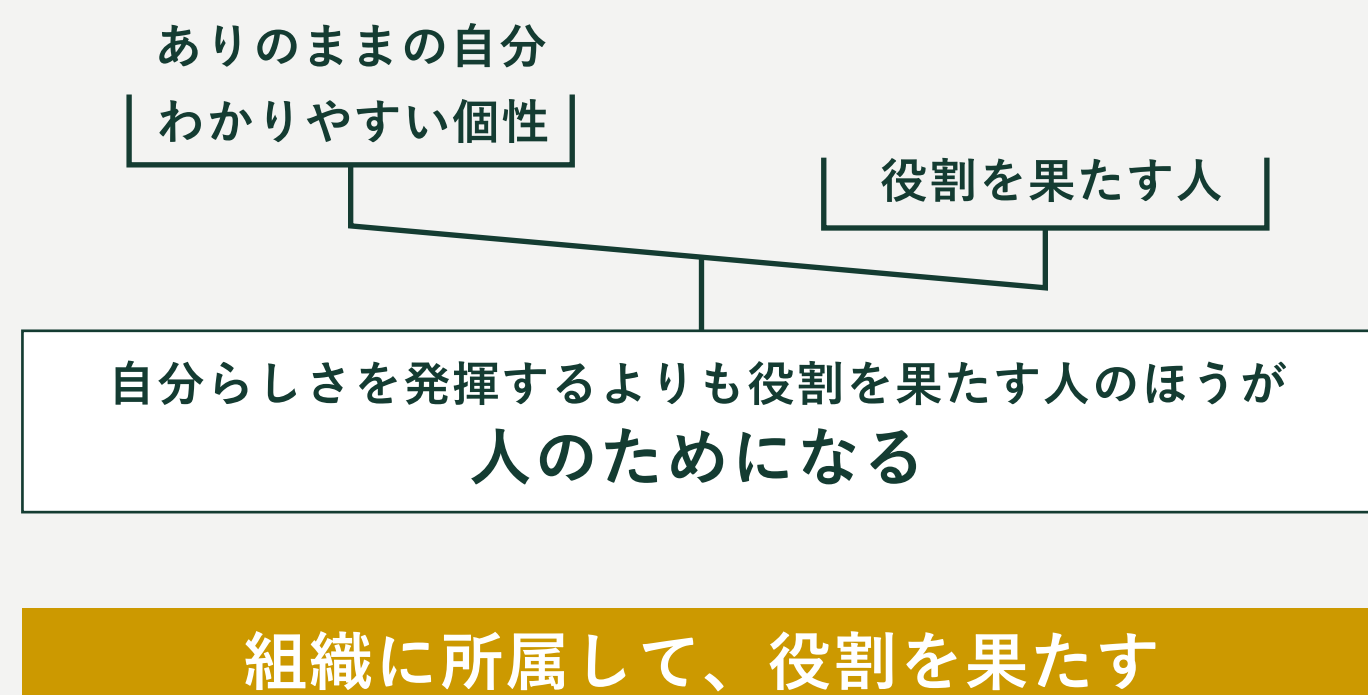 ありのままの自分
わかりやすい個性
役割を果たす人
自分らしさを発揮するよりも役割を果たす人のほうが
人のためになる
組織に所属して、役割を果たす